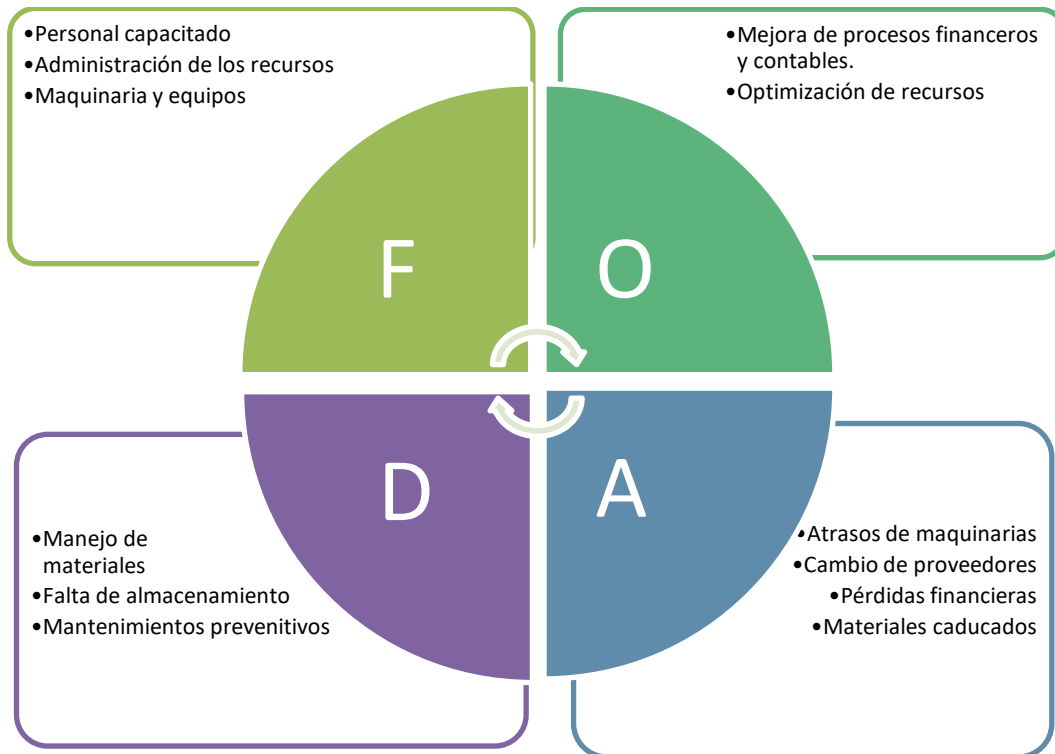 •Personal capacitado
•Administración de los recursos
•Maquinaria y equipos
•Mejora de procesos financeros
y contables.
•Optimización de recursos
F
O
D
A
•Manejo de
materiales
•Falta de almacenamiento
•Mantenimientos prevenitivos
•Atrasos de maquinarias
•Cambio de proveedores
•Pérdidas financieras
•Materiales caducados